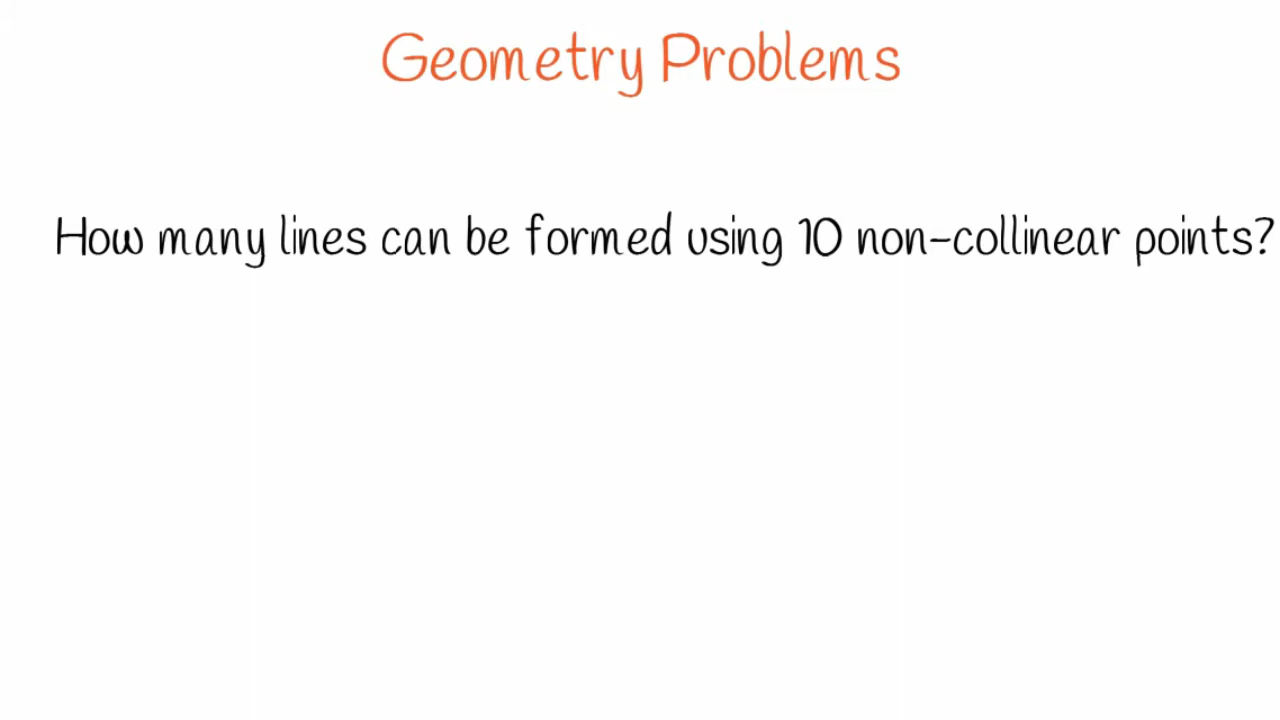 Geometry Problems
How many lines can be formed using 10 non-collinear points?